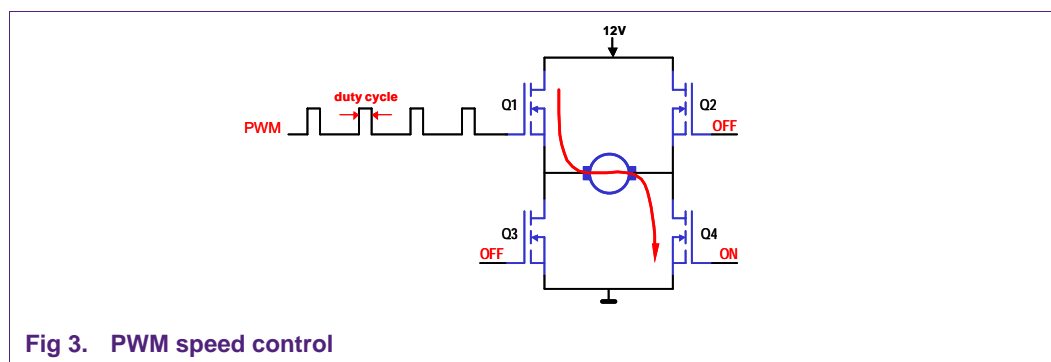 12V
duty cycle
Q1
Q2
PWM
OFF
Q3
Q4
OFF
ON
Fig 3. PWM speed control